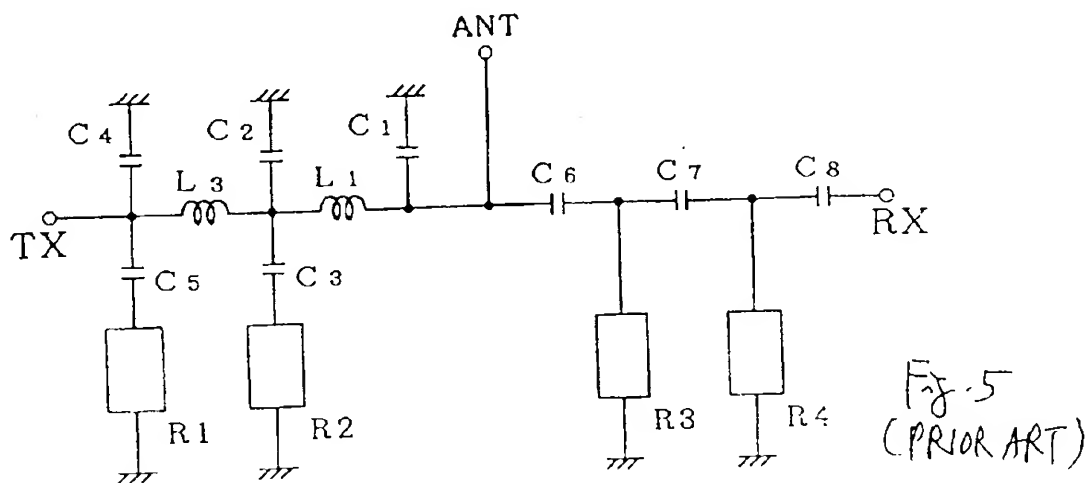 ANT
C4
C2
C1
L3
L1
C6
C7
C8
TX
RX
C5
C3
R1
R2
R3
R4
Fig. 5
(PRIOR ART)